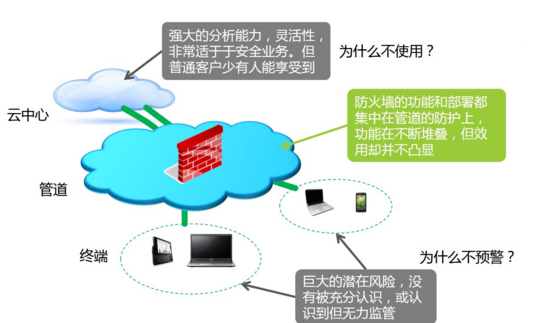 强大的分析能力，灵活性，
非常适于于安全业务。但
普通客户少有人能享受到
为什么不使用？
防火墙的功能和部署都
集中在管道的防护上，
功能在不断堆叠，但效
用却并不凸显
云中心
管道
终端
为什么不预警？
巨大的潜在风险，没
有被充分认识，或认
识到但无力监管